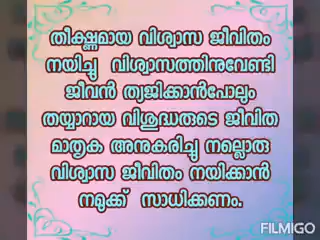 തീക്ഷ്ണമായ വിശ്വാസ ജീവിതം
നയിച്ചു വിശ്വാസത്തിനുവേണ്ടി
ജീവൻ ത്യജിക്കാൻപോലും
തയ്യാറായ വിശുദ്ധരുടെ ജീവിത
മാതൃക അനുകരിച്ചു നല്ലൊരു
വിശ്വാസ ജീവിതം നയിക്കാൻ
നമുക്ക് സാധിക്കണം.
FILMIGO